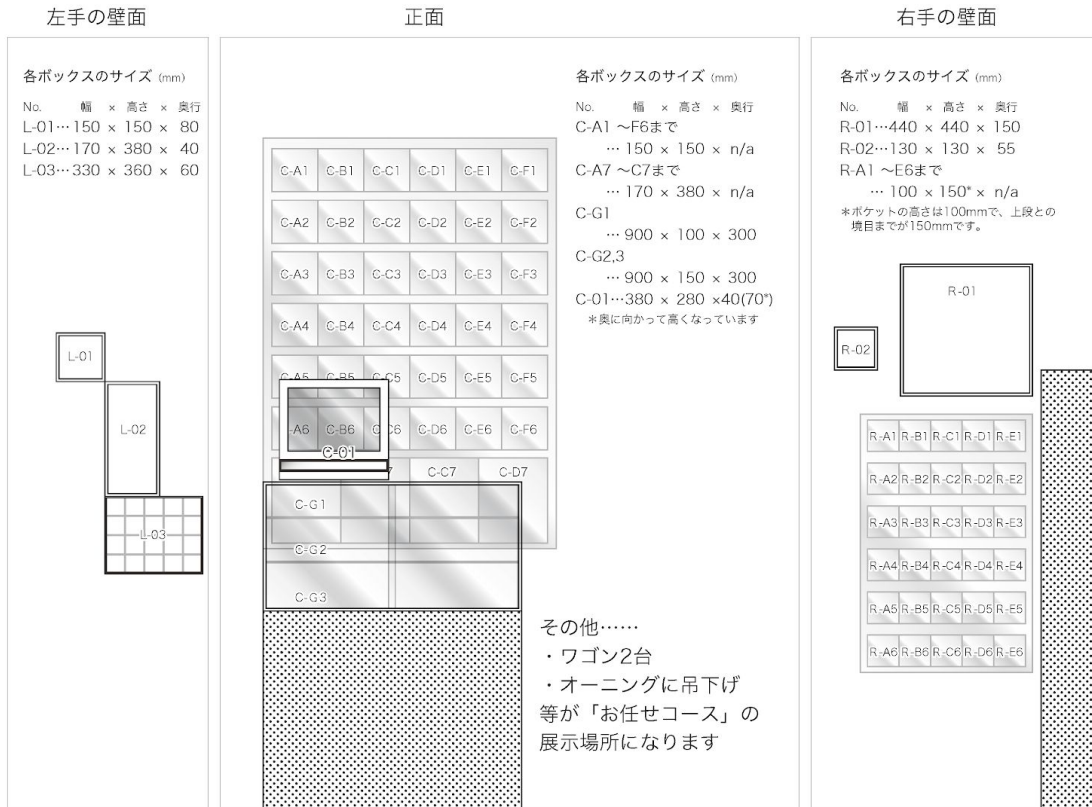 左手の壁面
各ボックスのサイズ (mm)
No. 幅 × 高さ × 奥行
L-01…150 × 150 × 80
L-02…170 × 380 × 40
L-03…330 × 360 × 60
L-01
L-02
L-03
正面
各ボックスのサイズ (mm)
No. 幅 × 高さ × 奥行
C-A1 ～F6まで
… 150 × 150 × n/a
C-A7 ～C7まで
… 170 × 380 × n/a
C-G1
… 900 × 100 × 300
C-G2,3
… 900 × 150 × 300
C-01…380 × 280 ×40(70*)
＊奥に向かって高くなっています
C-A1 C-B1 C-C1 C-D1 C-E1 C-F1
C-A2 C-B2 C-C2 C-D2 C-E2 C-F2
C-A3 C-B3 C-C3 C-D3 C-E3 C-F3
C-A4 C-B4 C-C4 C-D4 C-E4 C-F4
C-A5 C-B5 C-C5 C-D5 C-E5 C-F5
-A6 C-B6 C6 C-D6 C-E6 C-F6
C-01
7 C-C7 C-D7
C-G1
C-G2
C-G3
その他……
・ワゴン2台
・オーニングに吊下げ
等が「お任せコース」の
展示場所になります
右手の壁面
各ボックスのサイズ (mm)
No. 幅 × 高さ × 奥行
R-01…440 × 440 × 150
R-02…130 × 130 × 55
R-A1 ～E6まで
… 100 × 150* × n/a
＊ポケットの高さは100mmで、上段との
境目までが150mmです。
R-01
R-02
R-A1 R-B1 R-C1 R-D1 R-E1
R-A2 R-B2 R-C2 R-D2 R-E2
R-A3 R-B3 R-C3 R-D3 R-E3
R-A4 R-B4 R-C4 R-D4 R-E4
R-A5 R-B5 R-C5 R-D5 R-E5
R-A6 R-B6 R-C6 R-D6 R-E6